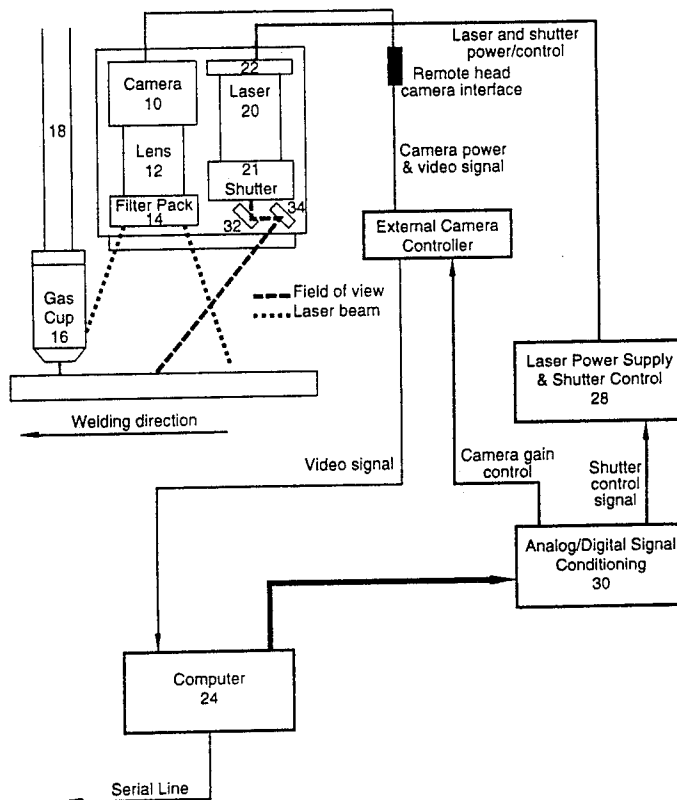 Laser and shutter
power/control
Camera
10
22
Laser
20
Remote head
camera interface
18
Lens
12
Camera power
& video signal
21
Shutter
Filter Pack
14
32
34
External Camera
Controller
Gas
Cup
16
Field of view
Laser beam
Laser Power Supply
& Shutter Control
28
Welding direction
Video signal
Camera gain
control
Shutter
control
signal
Analog/Digital Signal
Conditioning
30
Computer
24
Serial Line